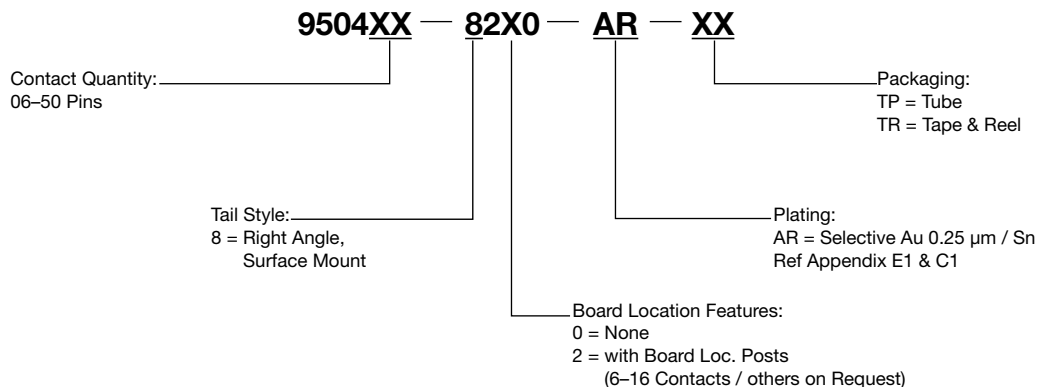 9504XX — 82X0 — AR — XX
Contact Quantity:
06–50 Pins
Packaging:
TP = Tube
TR = Tape & Reel
Tail Style:
8 = Right Angle,
Surface Mount
Plating:
AR = Selective Au 0.25 µm / Sn
Ref Appendix E1 & C1
Board Location Features:
0 = None
2 = with Board Loc. Posts
(6–16 Contacts / others on Request)